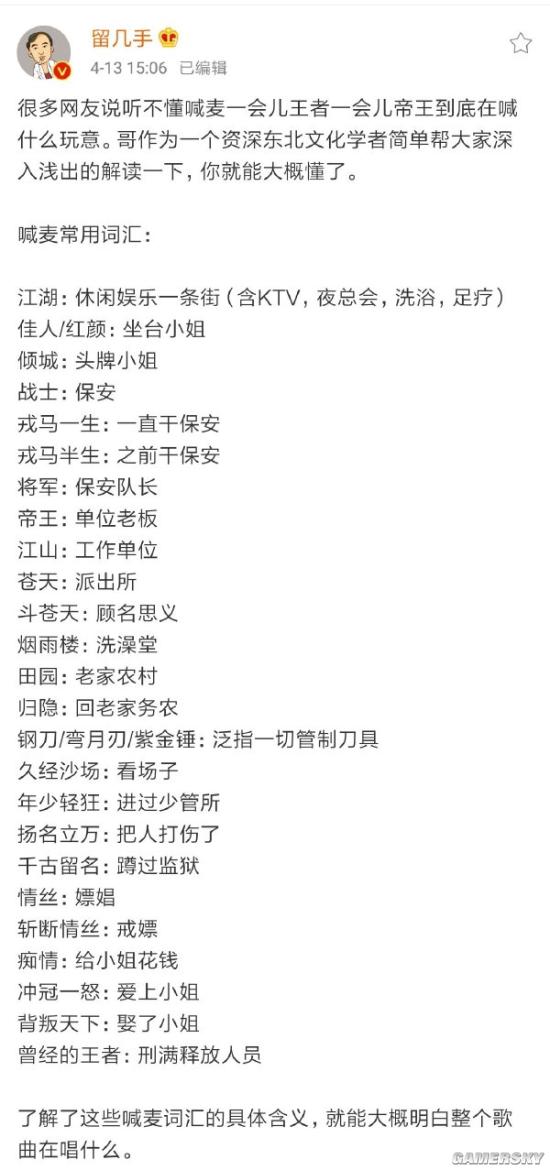 留几手
4-13 15:06 已编辑
很多网友说听不懂喊麦一会儿王者一会儿帝王到底在喊
什么玩意。哥作为一个资深东北文化学者简单帮大家深
入浅出的解读一下，你就能大概懂了。
喊麦常用词汇：
江湖：休闲娱乐一条街（含KTV，夜总会，洗浴，足疗）
佳人/红颜：坐台小姐
倾城：头牌小姐
战士：保安
戎马一生：一直干保安
戎马半生：之前干保安
将军：保安队长
帝王：单位老板
江山：工作单位
苍天：派出所
斗苍天：顾名思义
烟雨楼：洗澡堂
田园：老家农村
归隐：回老家务农
钢刀/弯月刃/紫金锤：泛指一切管制刀具
久经沙场：看场子
年少轻狂：进过少管所
扬名立万：把人打伤了
千古留名：蹲过监狱
情丝：嫖娼
斩断情丝：戒嫖
痴情：给小姐花钱
冲冠一怒：爱上小姐
背叛天下：娶了小姐
曾经的王者：刑满释放人员
了解了这些喊麦词汇的具体含义，就能大概明白整个歌
曲在唱什么。
GAMERSKY